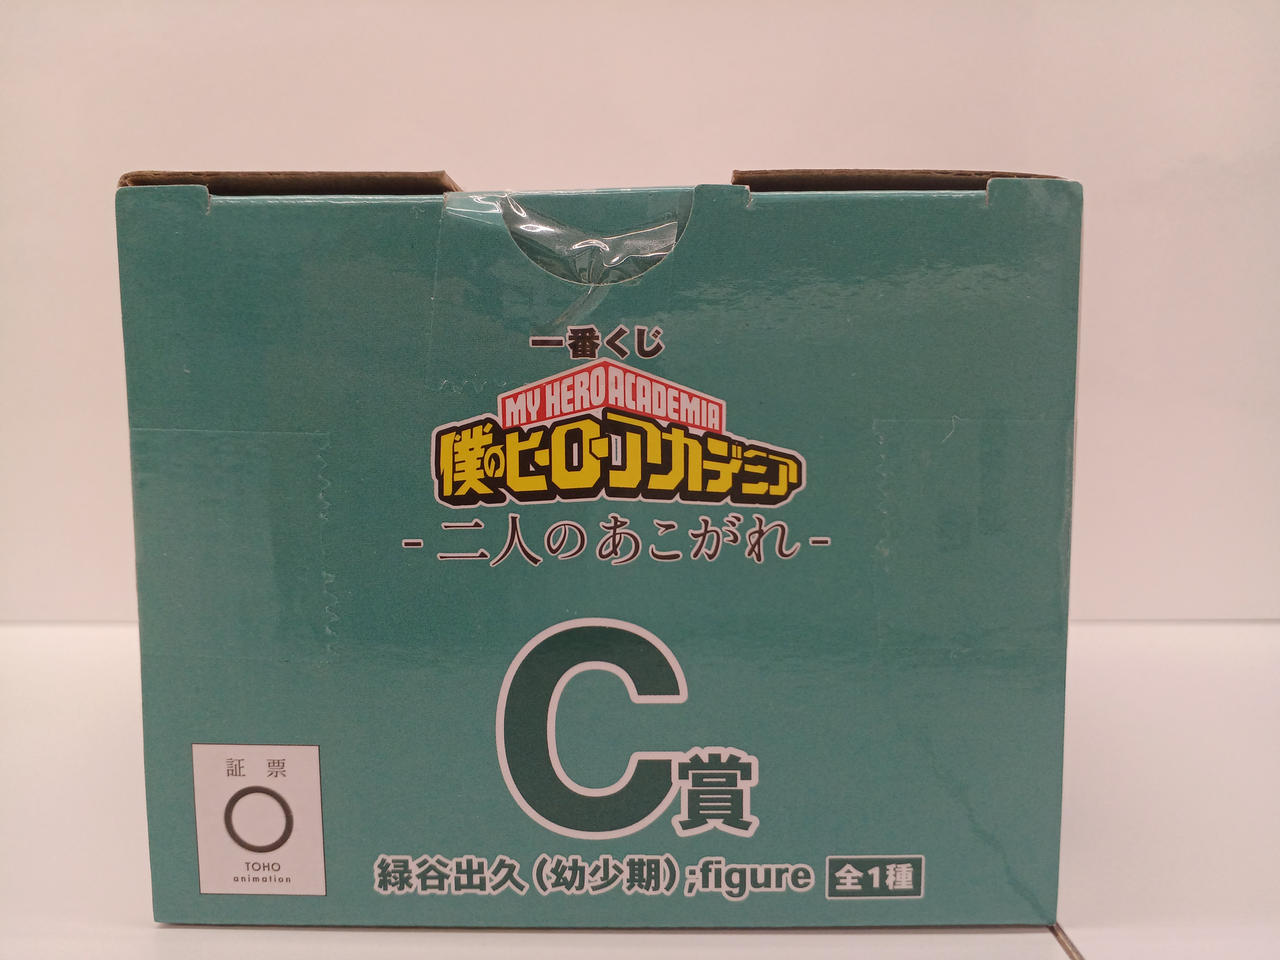 一番くじ
MY HERO ACADEMIA
僕のヒーローアカデミア
-二人のあこがれ-
C賞
緑谷出久(幼少期);figure 全1種
証 票
TOHO
animation